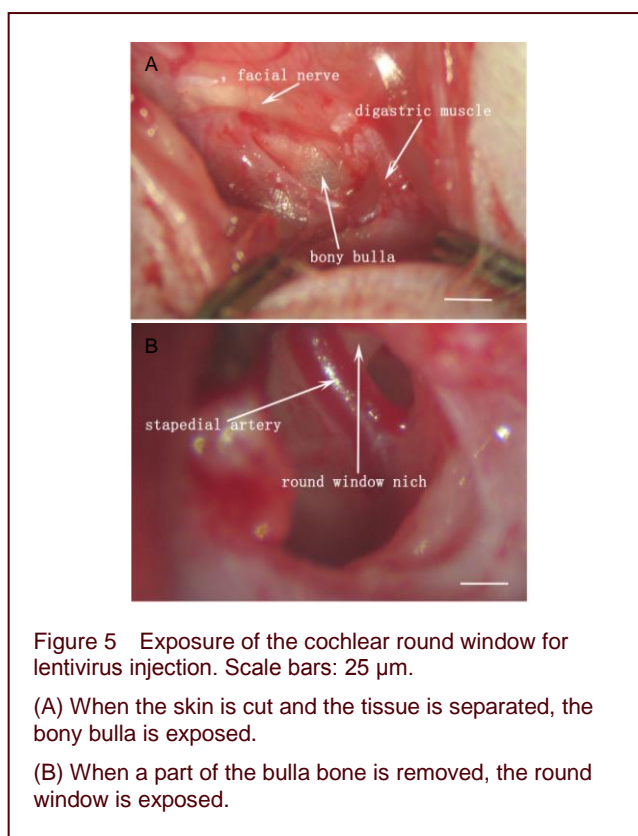 A
facial nerve
digastric muscle
bony bulla
B
stapedial artery
round window nich
Figure 5 Exposure of the cochlear round window for
lentivirus injection. Scale bars: 25 µm.
(A) When the skin is cut and the tissue is separated, the
bony bulla is exposed.
(B) When a part of the bulla bone is removed, the round
window is exposed.